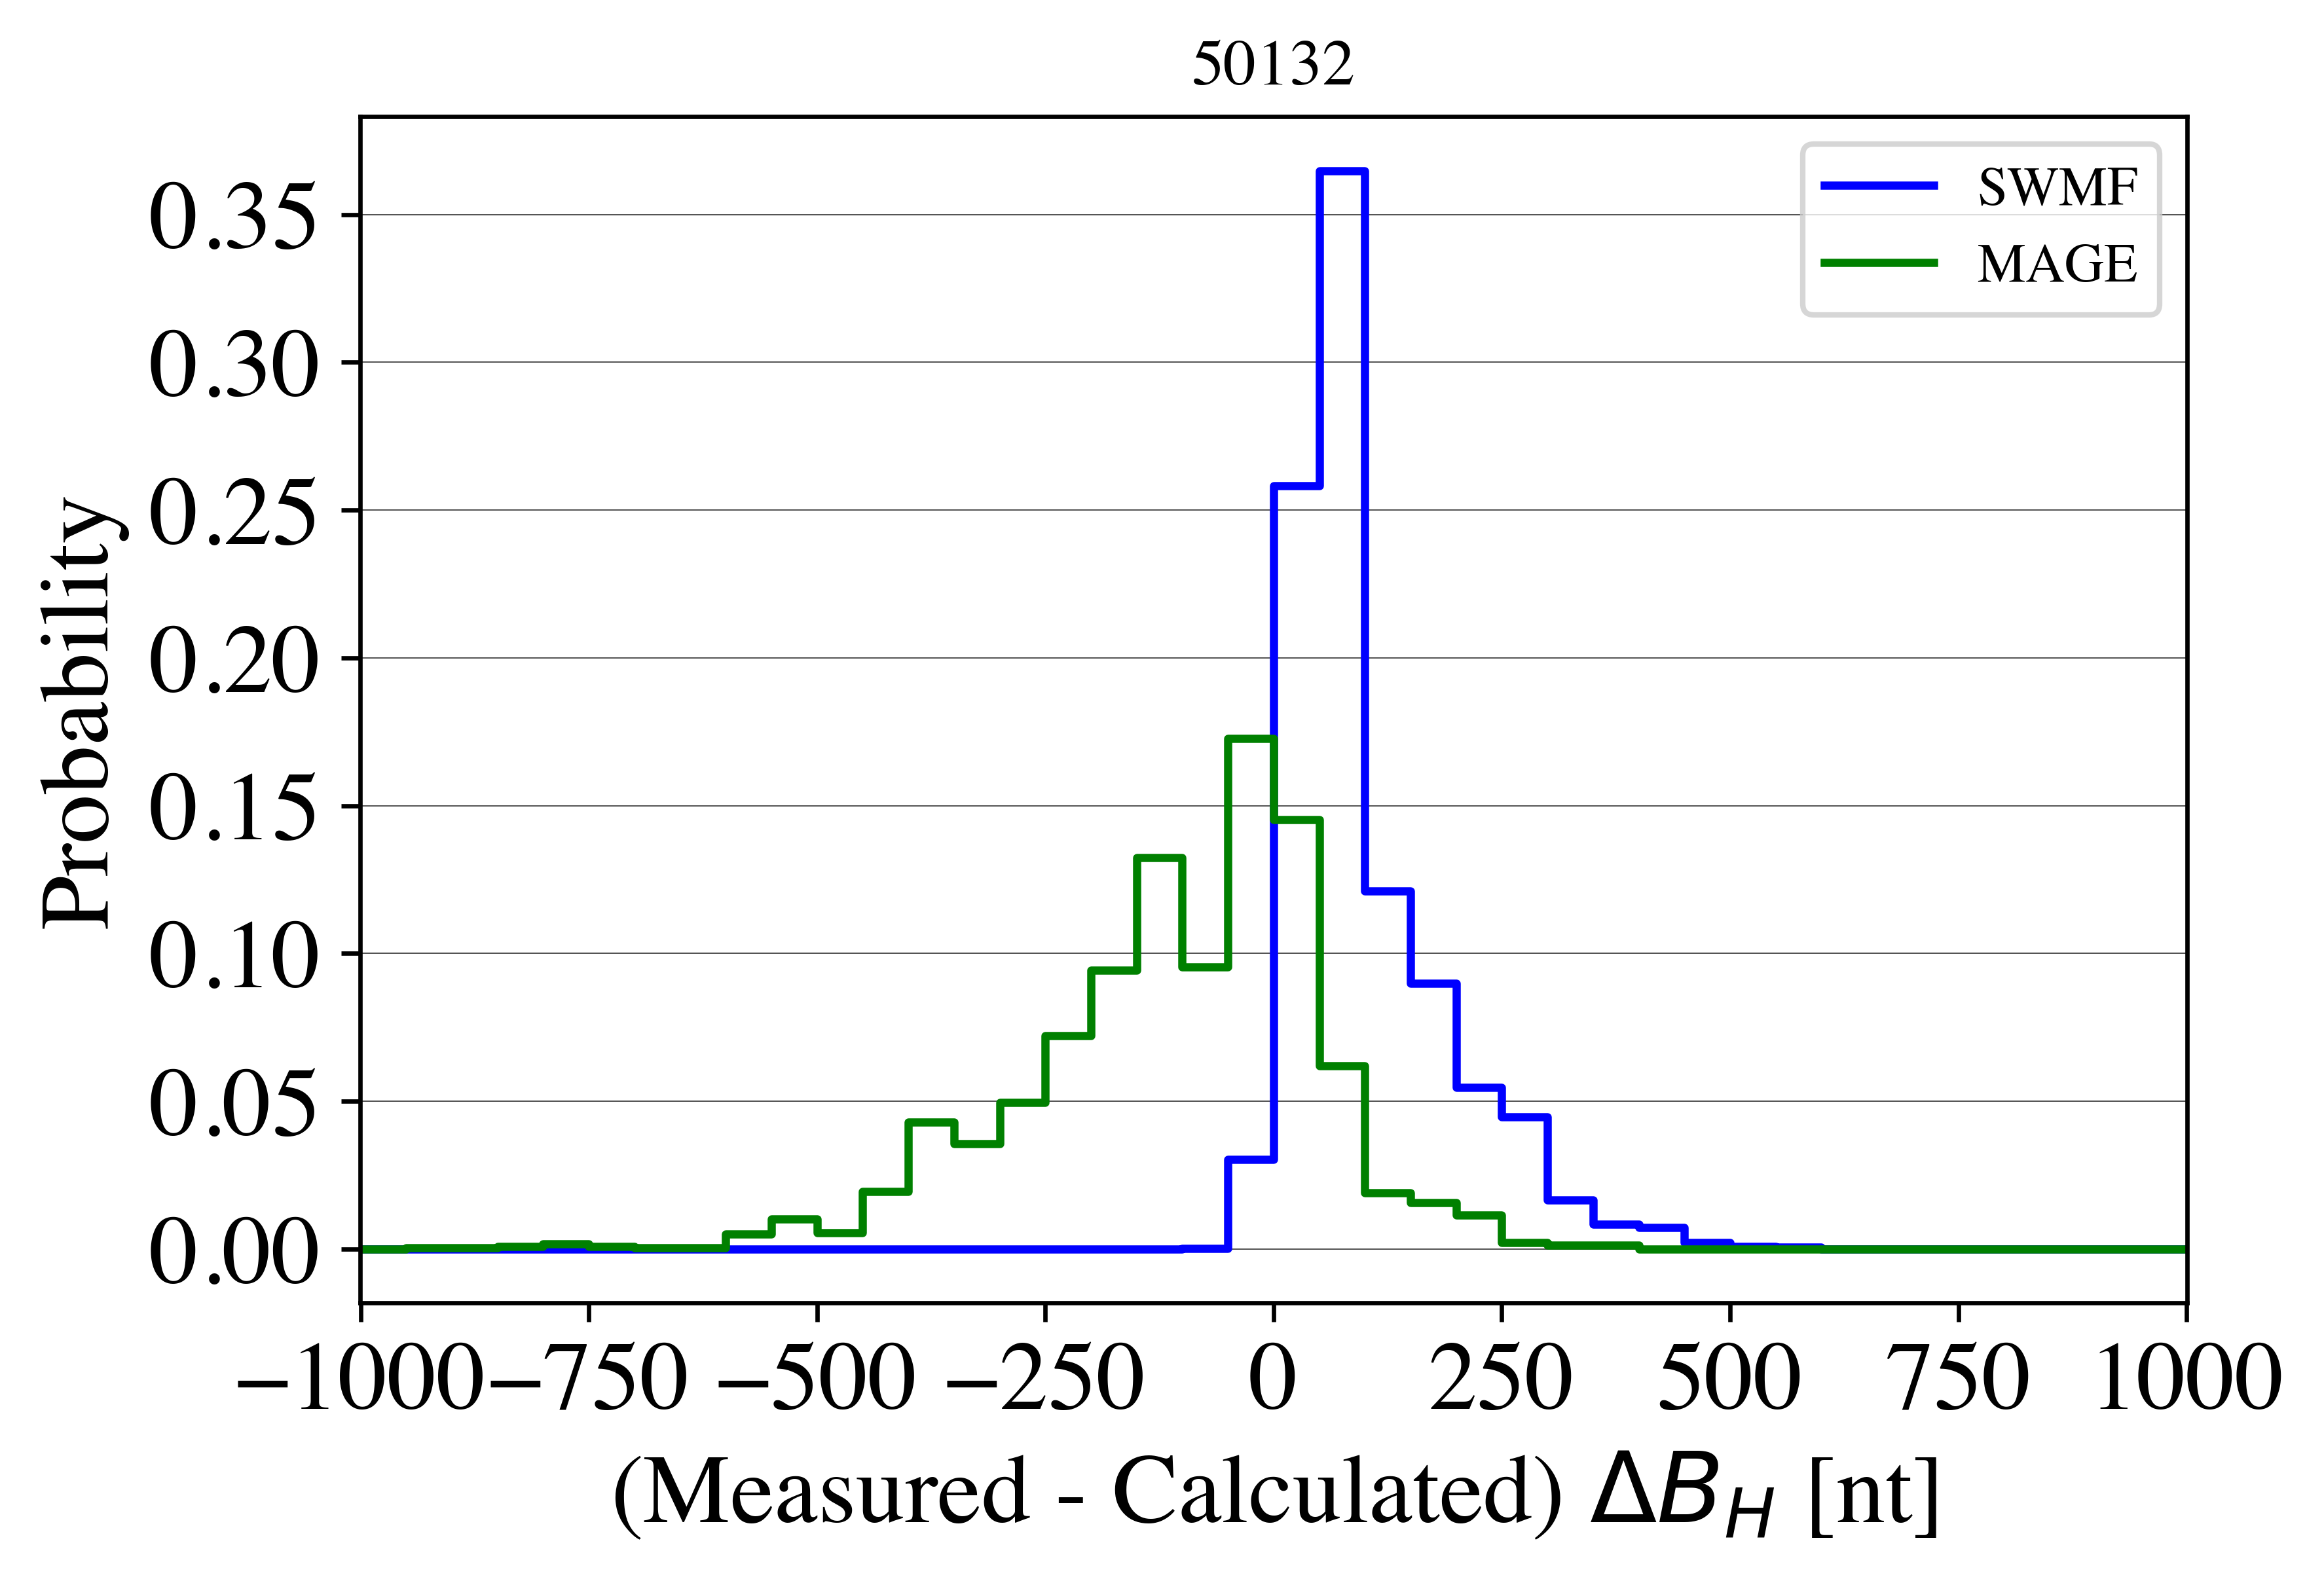 50132
SWMF
MAGE
0.35
0.30
0.25
0.20
0.15
0.10
0.05
0.00
Probability
−1000 −750 −500 −250 0 250 500 750 1000
(Measured - Calculated) ΔB_H [nt]